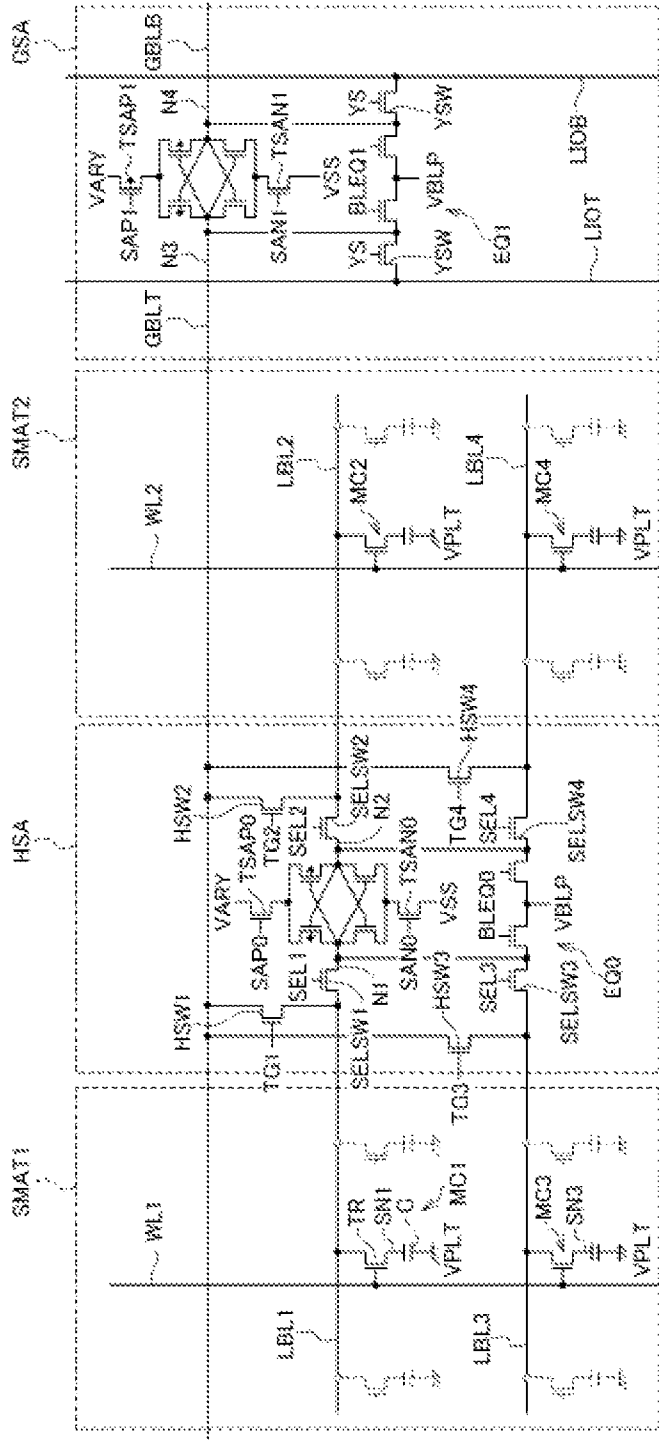 SMAT1
HSA
SMAT2
GSA
WL1
HSW1
VARY
HSW2
WL2
GBLT
N3
SAP1
VARY
TSAP1
N4
GBLB
TG1
SAP0
TSAP0
TG2
SEL1
SEL2
LBL1
TR
SN1
C
MC1
VPLT
SELSW1
N1
SAN0
TSAN0
N2
SELSW2
LBL2
MC2
VPLT
SAN1
TSAN1
VSS
HSW3
VSS
HSW4
TG3
TG4
YS
BLEQ1
YS
YSW
VBLP
YSW
EQ1
LBL3
MC3
SN3
VPLT
SEL3
BLEQ0
SEL4
SELSW3
VBLP
SELSW4
EQ0
LBL4
MC4
VPLT
LIOT
LIOB